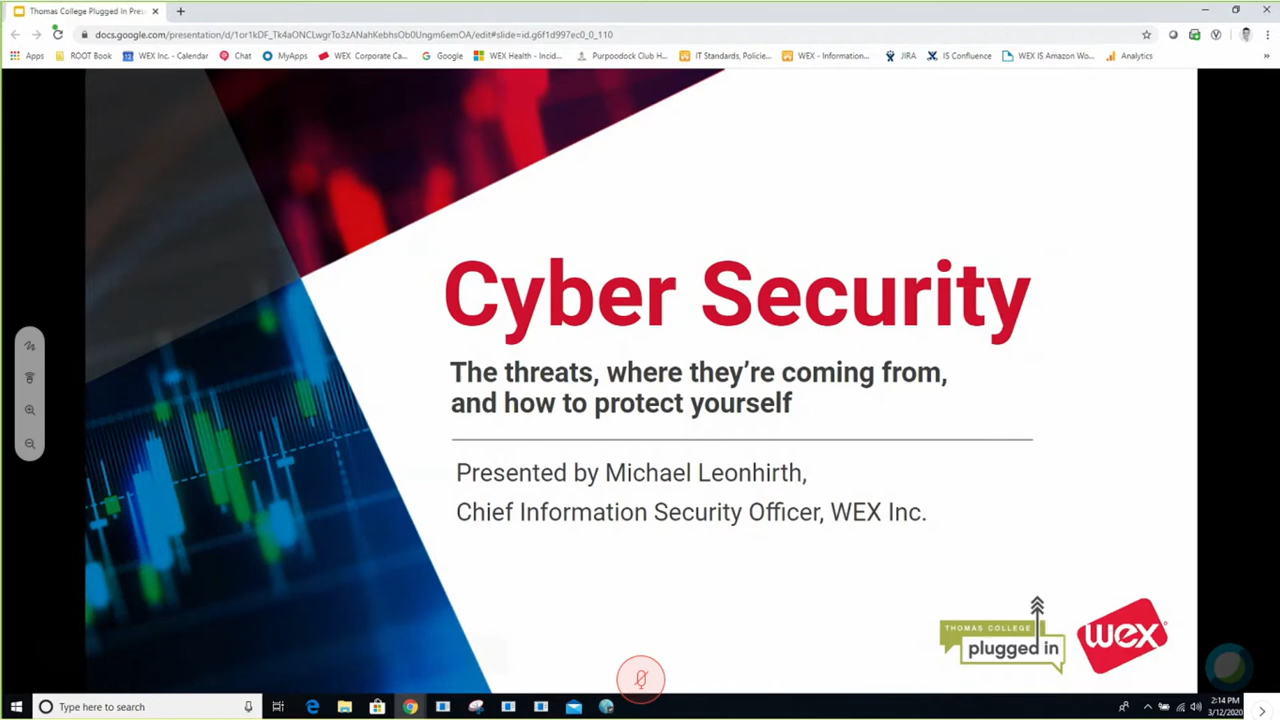 Thomas College Plugged In Pres
docs.google.com/presentation/d/1or1kDF_Tk4aONCLwgrTo3zANahKebhsOb0Ungm6emOA/edit#slide=id.g6f1d997ec0_0_110
Apps ROOT Book WEX Inc. - Calendar Chat MyApps WEX Corporate Ca... Google WEX Health - Incid... Purpoodock Club H... IT Standards, Policie... WEX - Information... JIRA IS Confluence WEX IS Amazon Wo... Analytics
Cyber Security
The threats, where they're coming from,
and how to protect yourself
Presented by Michael Leonhirth,
Chief Information Security Officer, WEX Inc.
THOMAS COLLEGE
plugged in
wex
Type here to search
2:14 PM
3/12/2020